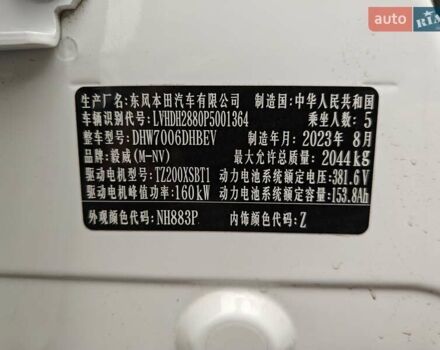 AUTO.RIA
生产厂名:东风本田汽车有限公司 制造国:中华人民共和国
车辆识别代号:LVHDH2880P5001364 乘坐人数:5
整车型号:DHW7006DHBEV 制造年月:2023年 8月
品牌:毅威(M-NV) 最大允许总质量:2044kg
驱动电机型号:TZ200XSBT1 动力电池系统额定电压:381.6V
驱动电机峰值功率:160kW 动力电池系统额定容量:153.8Ah
外观颜色代码:NH883P 内饰颜色代码:Z